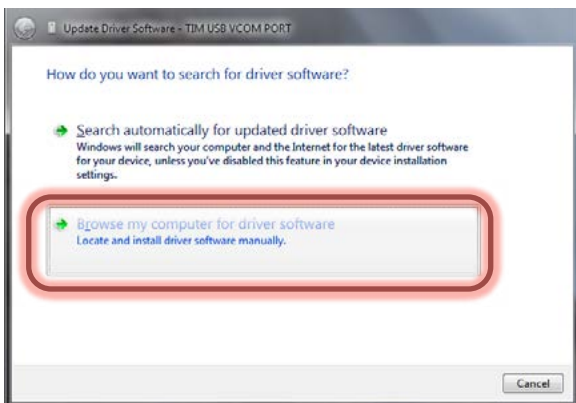 Update Driver Software - TIM USB VCOM PORT
How do you want to search for driver software?
Search automatically for updated driver software
Windows will search your computer and the Internet for the latest driver software
for your device, unless you've disabled this feature in your device installation
settings.
Browse my computer for driver software
Locate and install driver software manually.
Cancel